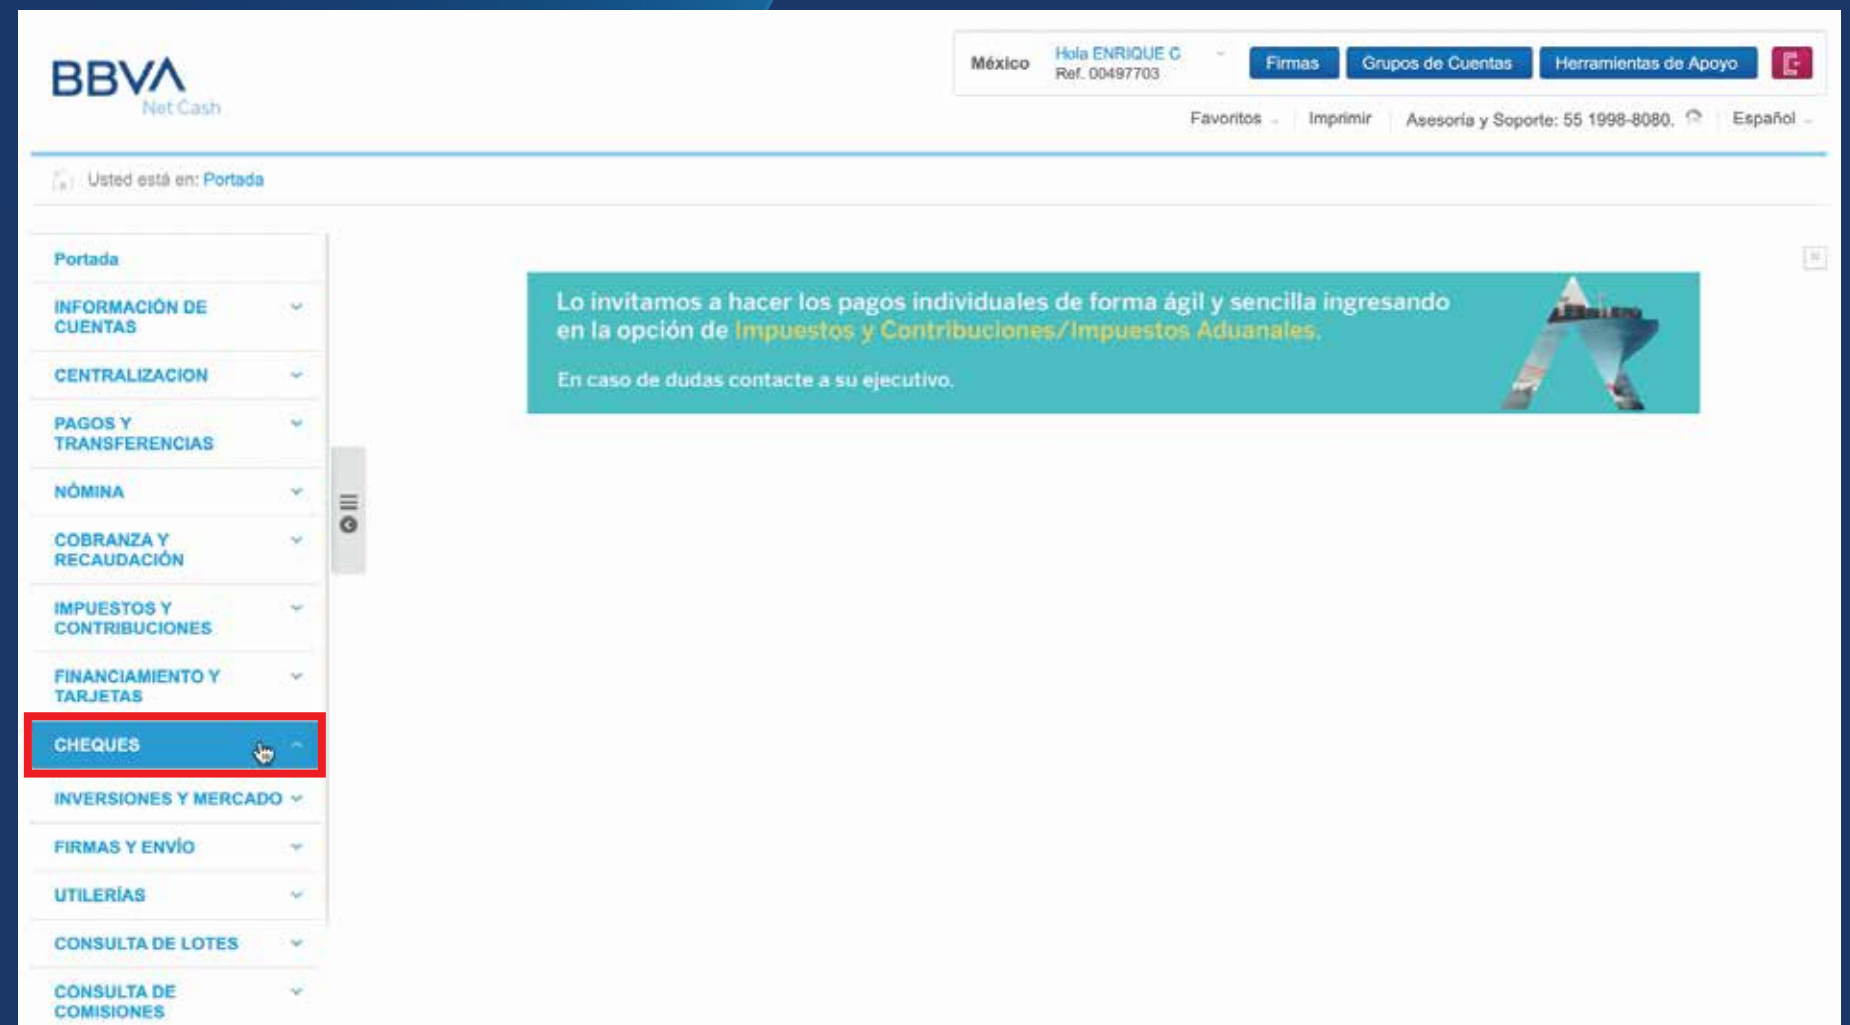 BBVA
Net Cash
México
Hola ENRIQUE C
Ref. 00497703
Firmas
Grupos de Cuentas
Herramientas de Apoyo
Favoritos
Imprimir
Asesoría y Soporte: 55 1998-8080.
Español
Usted está en: Portada
Portada
INFORMACIÓN DE
CUENTAS
CENTRALIZACION
PAGOS Y
TRANSFERENCIAS
NÓMINA
COBRANZA Y
RECAUDACIÓN
IMPUESTOS Y
CONTRIBUCIONES
FINANCIAMIENTO Y
TARJETAS
CHEQUES
INVERSIONES Y MERCADO
FIRMAS Y ENVÍO
UTILERÍAS
CONSULTA DE LOTES
CONSULTA DE
COMISIONES
Lo invitamos a hacer los pagos individuales de forma ágil y sencilla ingresando
en la opción de Impuestos y Contribuciones/Impuestos Aduanales.
En caso de dudas contacte a su ejecutivo.